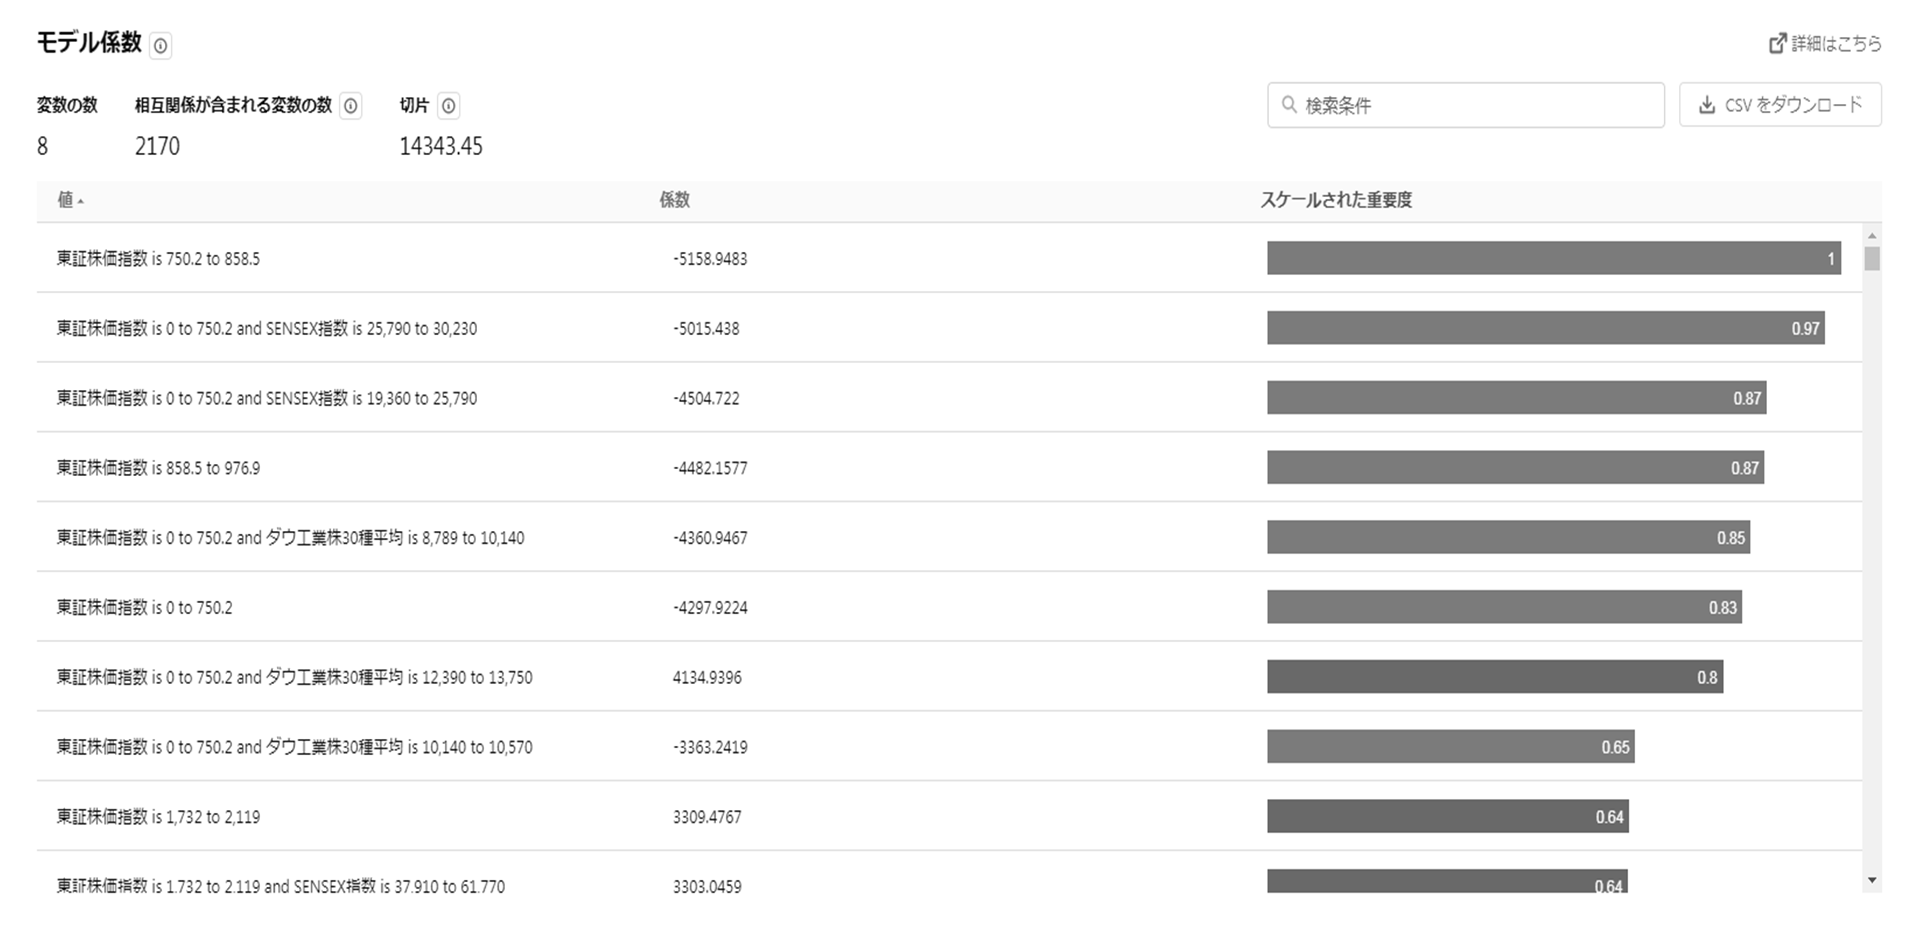 モデル係数
詳細はこちら
変数の数 相互関係が含まれる変数の数 切片
8 2170 14343.45
検索条件 CSV をダウンロード
値 係数 スケールされた重要度
東証株価指数 is 750.2 to 858.5 -5158.9483 1
東証株価指数 is 0 to 750.2 and SENSEX指数 is 25,790 to 30,230 -5015.438 0.97
東証株価指数 is 0 to 750.2 and SENSEX指数 is 19,360 to 25,790 -4504.722 0.87
東証株価指数 is 858.5 to 976.9 -4482.1577 0.87
東証株価指数 is 0 to 750.2 and ダウ工業株30種平均 is 8,789 to 10,140 -4360.9467 0.85
東証株価指数 is 0 to 750.2 -4297.9224 0.83
東証株価指数 is 0 to 750.2 and ダウ工業株30種平均 is 12,390 to 13,750 4134.9396 0.8
東証株価指数 is 0 to 750.2 and ダウ工業株30種平均 is 10,140 to 10,570 -3363.2419 0.65
東証株価指数 is 1,732 to 2,119 3309.4767 0.64
東証株価指数 is 1,732 to 2,119 and SENSEX指数 is 37,910 to 61,770 3303.0459 0.64